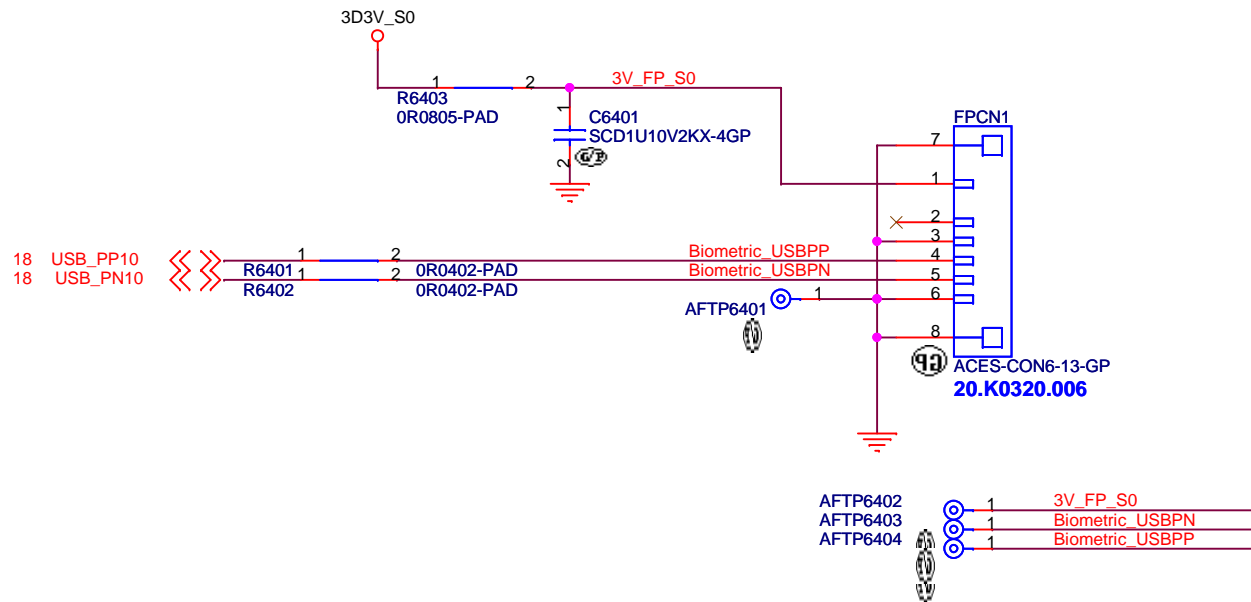 3D3V_S0
1 2 3V_FP_S0
R6403
0R0805-PAD
1 C6401
SCD1U10V2KX-4GP
2
FPCN1
7
1
2
3
18 USB_PP10 1 2 Biometric_USBPP 4
R6401 0R0402-PAD
18 USB_PN10 1 2 Biometric_USBPN 5
R6402 0R0402-PAD
AFTP6401 1 6
8
ACES-CON6-13-GP
20.K0320.006
AFTP6402 1 3V_FP_S0
AFTP6403 1 Biometric_USBPN
AFTP6404 1 Biometric_USBPP